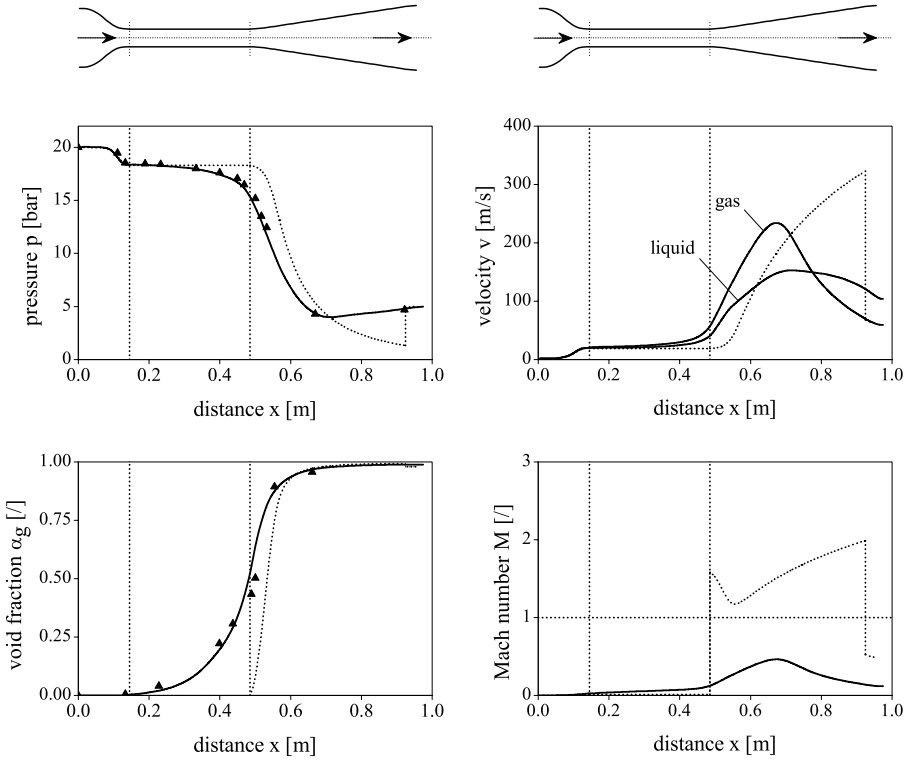 20
15
10
5
0
pressure p [bar]
0.0 0.2 0.4 0.6 0.8 1.0
distance x [m]
400
300
200
100
0
velocity v [m/s]
gas
liquid
0.0 0.2 0.4 0.6 0.8 1.0
distance x [m]
1.00
0.75
0.50
0.25
0.00
void fraction αg [/]
0.0 0.2 0.4 0.6 0.8 1.0
distance x [m]
3
2
1
0
Mach number M [/]
0.0 0.2 0.4 0.6 0.8 1.0
distance x [m]